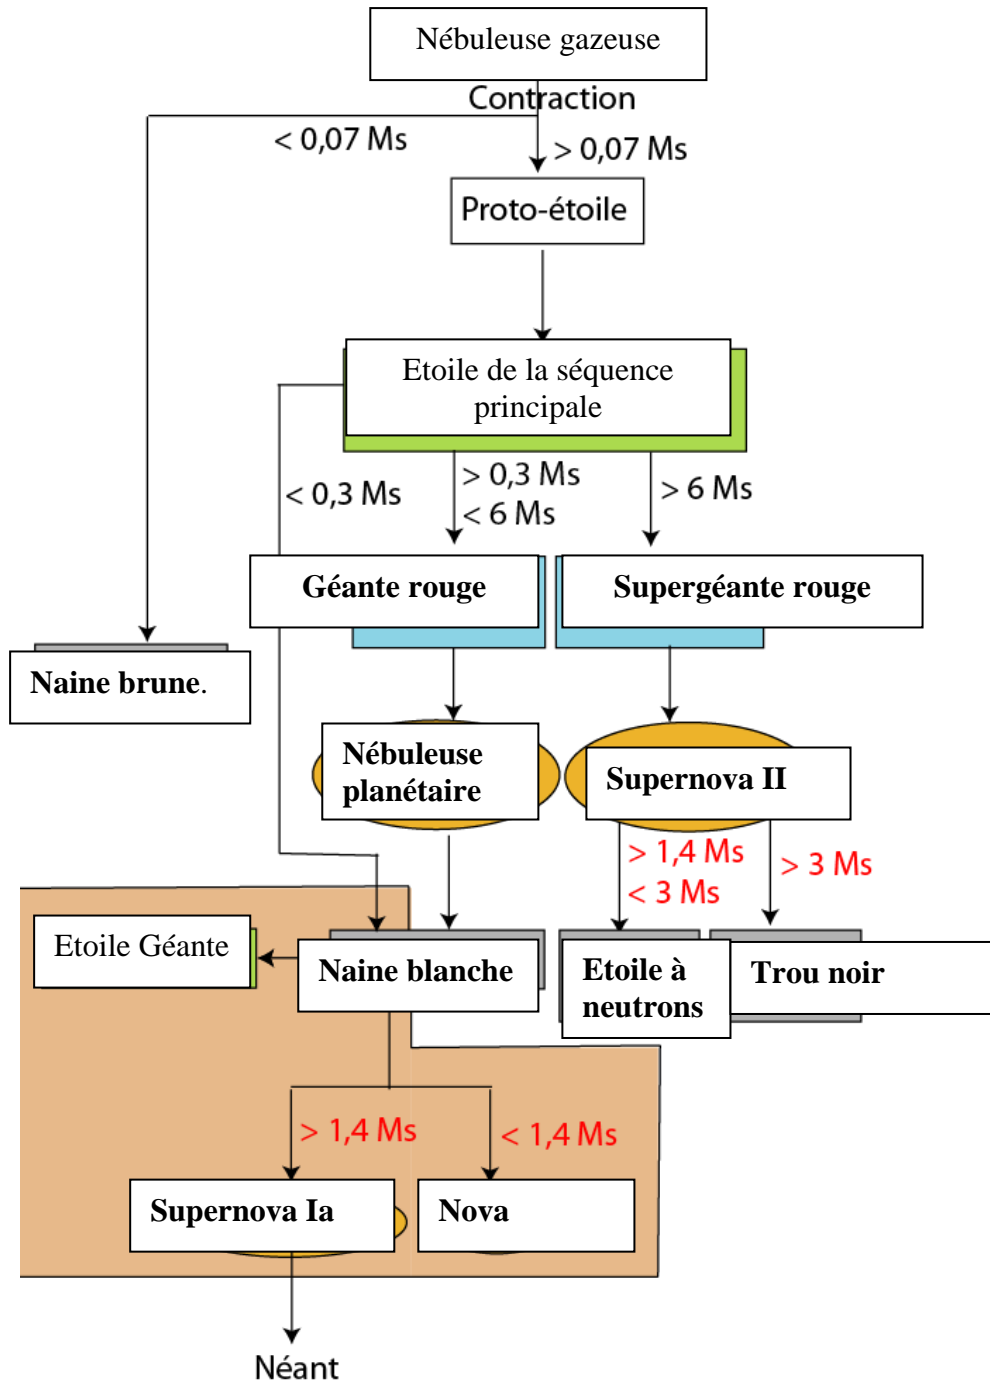 Nébuleuse gazeuse
Contraction
< 0,07 Ms
> 0,07 Ms
Proto-étoile
Etoile de la séquence
principale
< 0,3 Ms
> 0,3 Ms
< 6 Ms
> 6 Ms
Géante rouge
Supergéante rouge
Naine brune.
Nébuleuse
planétaire
Supernova II
> 1,4 Ms
< 3 Ms
> 3 Ms
Etoile Géante
Naine blanche
Etoile à
neutrons
Trou noir
> 1,4 Ms
< 1,4 Ms
Supernova Ia
Nova
Néant